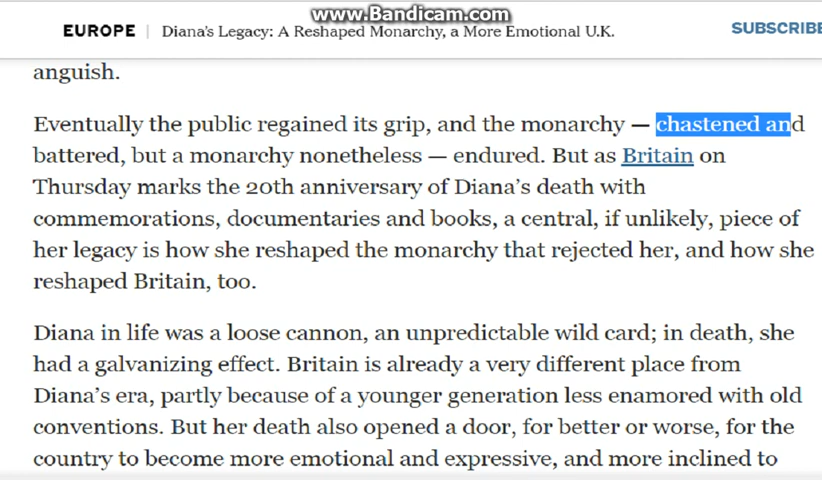 www.Bandicam.com
EUROPE | Diana's Legacy: A Reshaped Monarchy, a More Emotional U.K. SUBSCRIBE
anguish.
Eventually the public regained its grip, and the monarchy — chastened and
battered, but a monarchy nonetheless — endured. But as Britain on
Thursday marks the 20th anniversary of Diana's death with
commemorations, documentaries and books, a central, if unlikely, piece of
her legacy is how she reshaped the monarchy that rejected her, and how she
reshaped Britain, too.
Diana in life was a loose cannon, an unpredictable wild card; in death, she
had a galvanizing effect. Britain is already a very different place from
Diana's era, partly because of a younger generation less enamored with old
conventions. But her death also opened a door, for better or worse, for the
country to become more emotional and expressive, and more inclined to